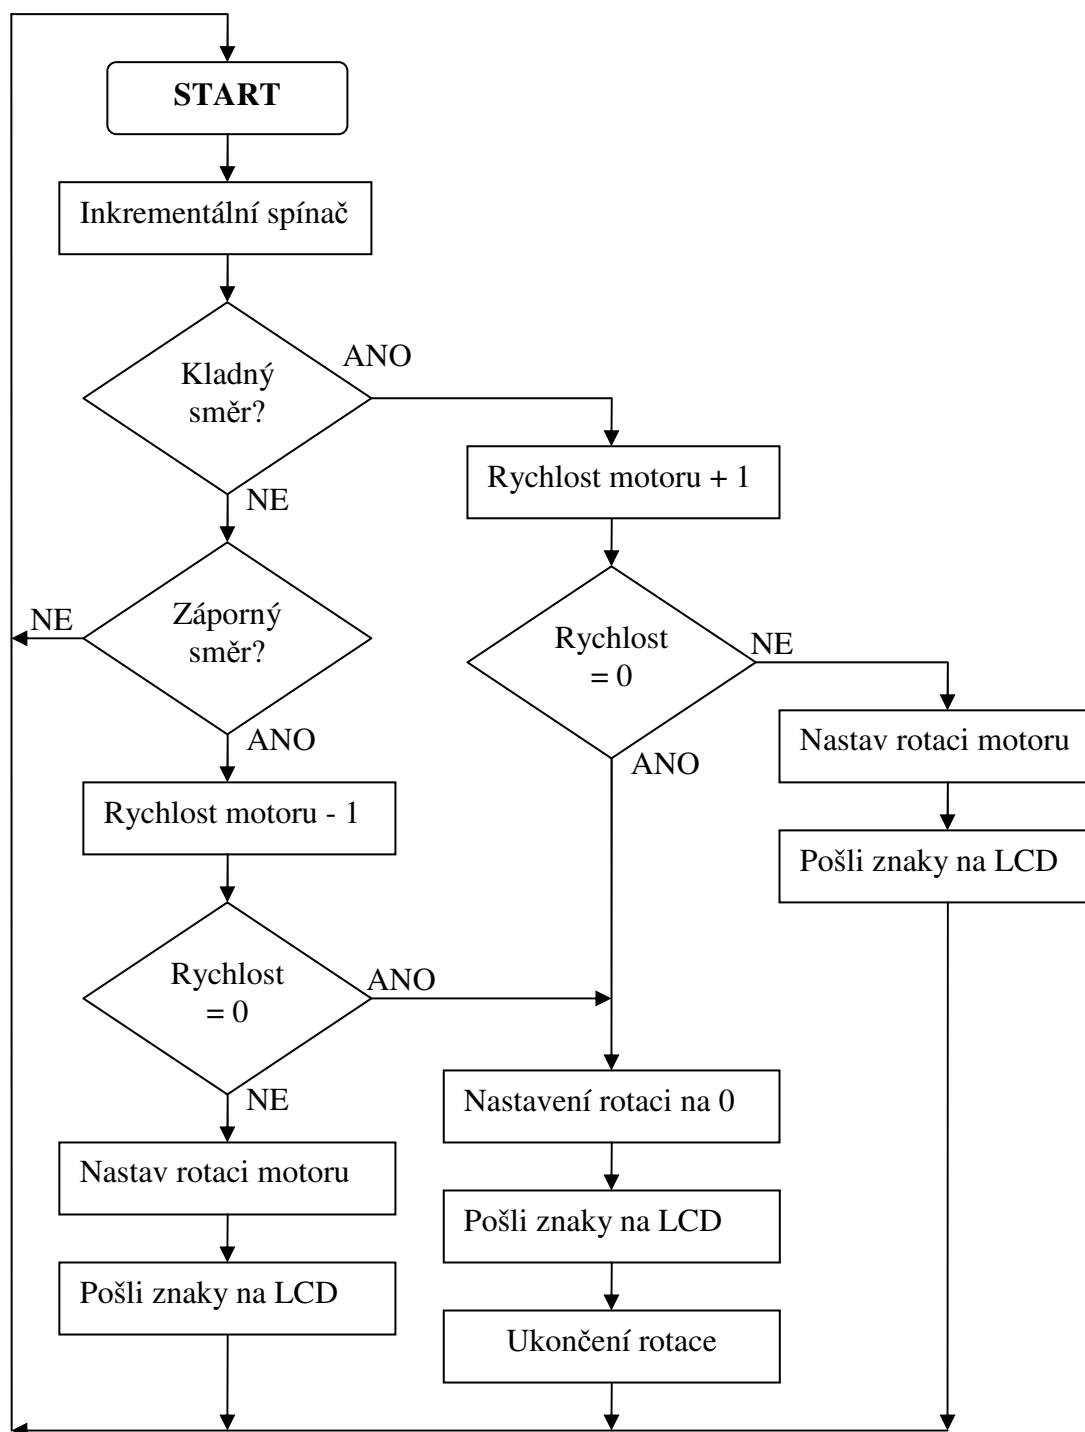 START
Inkrementální spínač
Kladný
směr?
ANO
NE
Rychlost motoru + 1
Záporný
směr?
NE
ANO
Rychlost
= 0
NE
ANO
Nastav rotaci motoru
Pošli znaky na LCD
Rychlost motoru - 1
Rychlost
= 0
ANO
NE
Nastavení rotaci na 0
Nastav rotaci motoru
Pošli znaky na LCD
Pošli znaky na LCD
Ukončení rotace